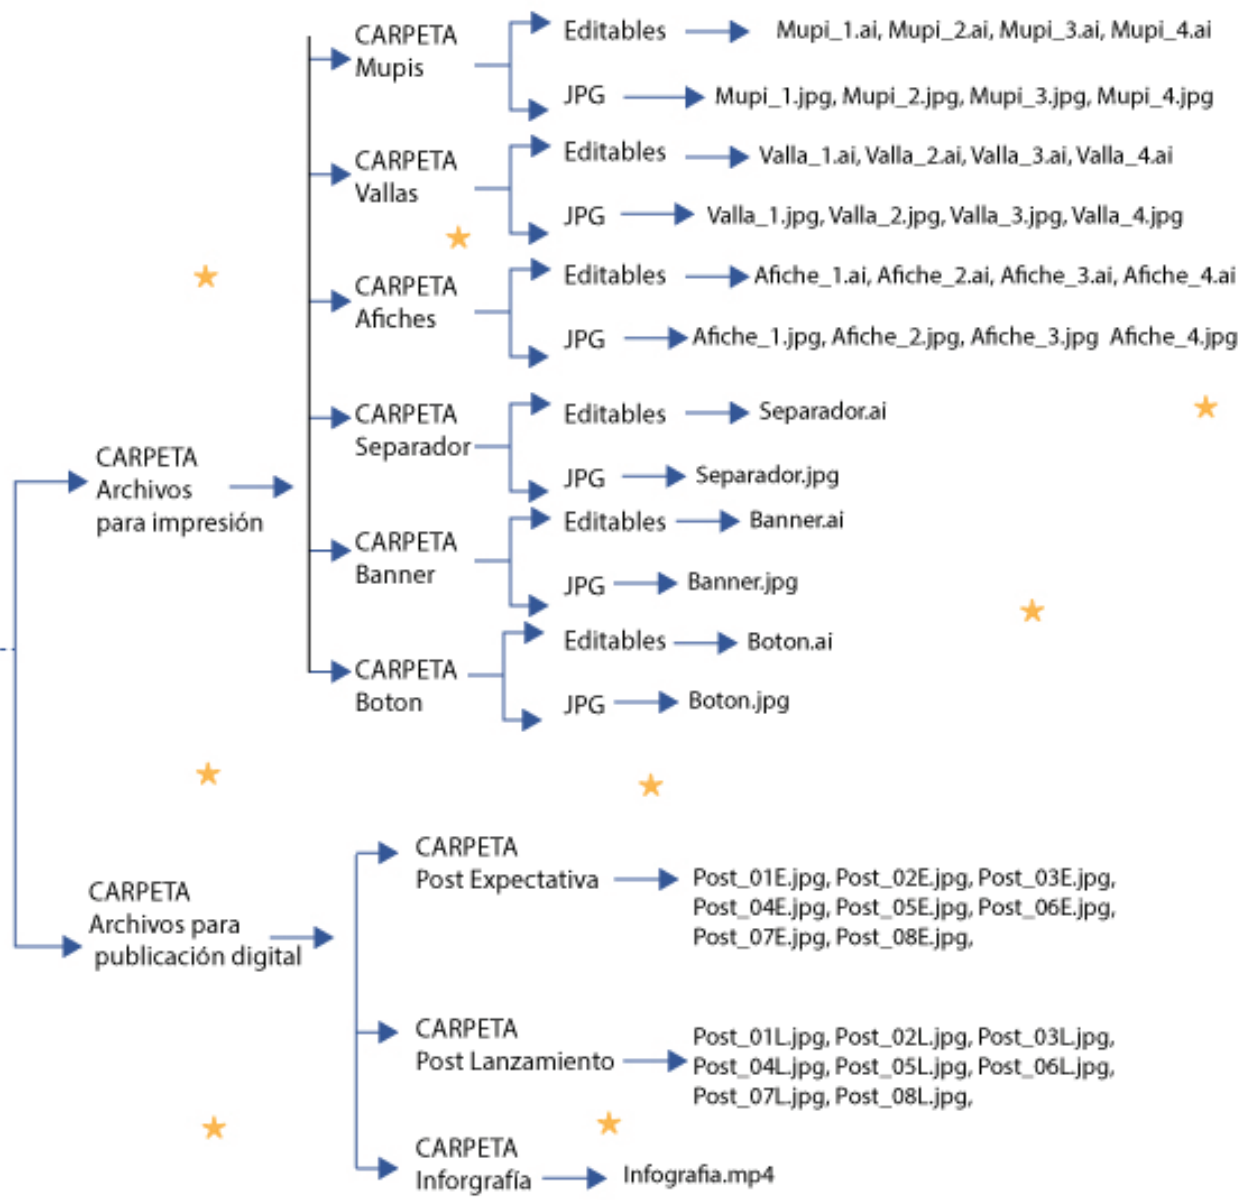 CARPETA
Mupis
Editables
Mupi_1.ai, Mupi_2.ai, Mupi_3.ai, Mupi_4.ai
JPG
Mupi_1.jpg, Mupi_2.jpg, Mupi_3.jpg, Mupi_4.jpg
CARPETA
Vallas
Editables
Valla_1.ai, Valla_2.ai, Valla_3.ai, Valla_4.ai
JPG
Valla_1.jpg, Valla_2.jpg, Valla_3.jpg, Valla_4.jpg
CARPETA
Afiches
Editables
Afiche_1.ai, Afiche_2.ai, Afiche_3.ai, Afiche_4.ai
JPG
Afiche_1.jpg, Afiche_2.jpg, Afiche_3.jpg Afiche_4.jpg
CARPETA
Separador
Editables
Separador.ai
JPG
Separador.jpg
CARPETA
Archivos
para impresión
CARPETA
Banner
Editables
Banner.ai
JPG
Banner.jpg
CARPETA
Boton
Editables
Boton.ai
JPG
Boton.jpg
CARPETA
Archivos para
publicación digital
CARPETA
Post Expectativa
Post_01E.jpg, Post_02E.jpg, Post_03E.jpg,
Post_04E.jpg, Post_05E.jpg, Post_06E.jpg,
Post_07E.jpg, Post_08E.jpg,
CARPETA
Post Lanzamiento
Post_01L.jpg, Post_02L.jpg, Post_03L.jpg,
Post_04L.jpg, Post_05L.jpg, Post_06L.jpg,
Post_07L.jpg, Post_08L.jpg,
CARPETA
Inforgrafía
Infografia.mp4